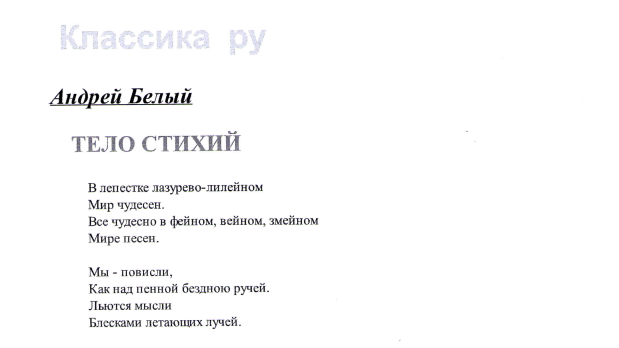 Классика ру
Андрей Белый
ТЕЛО СТИХИЙ
В лепестке лазурево-лилейном
Мир чудесен.
Все чудесно в фейном, вейном, змейном
Мире песен.
Мы - повисли,
Как над пенной бездною ручей.
Льются мысли
Блесками летающих лучей.